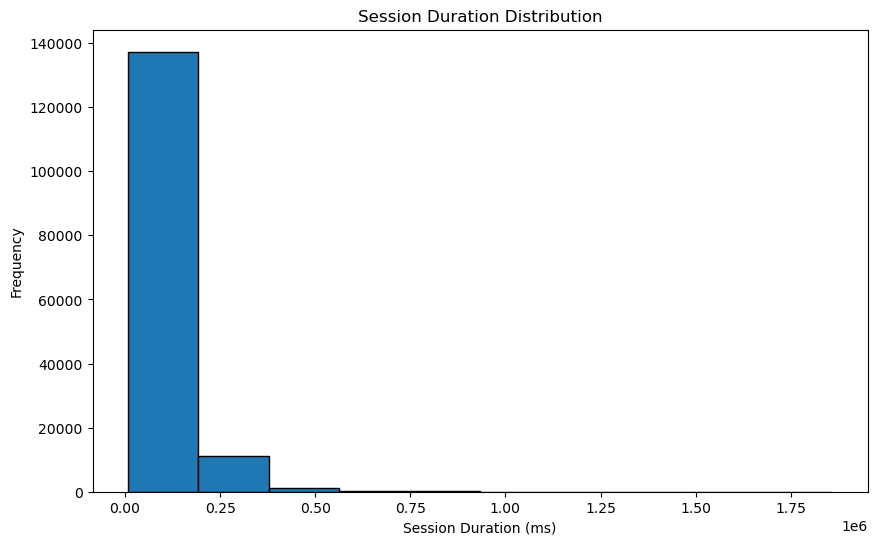 Session Duration Distribution
140000
120000
100000
80000
60000
40000
20000
0
Frequency
0.00 0.25 0.50 0.75 1.00 1.25 1.50 1.75
1e6
Session Duration (ms)